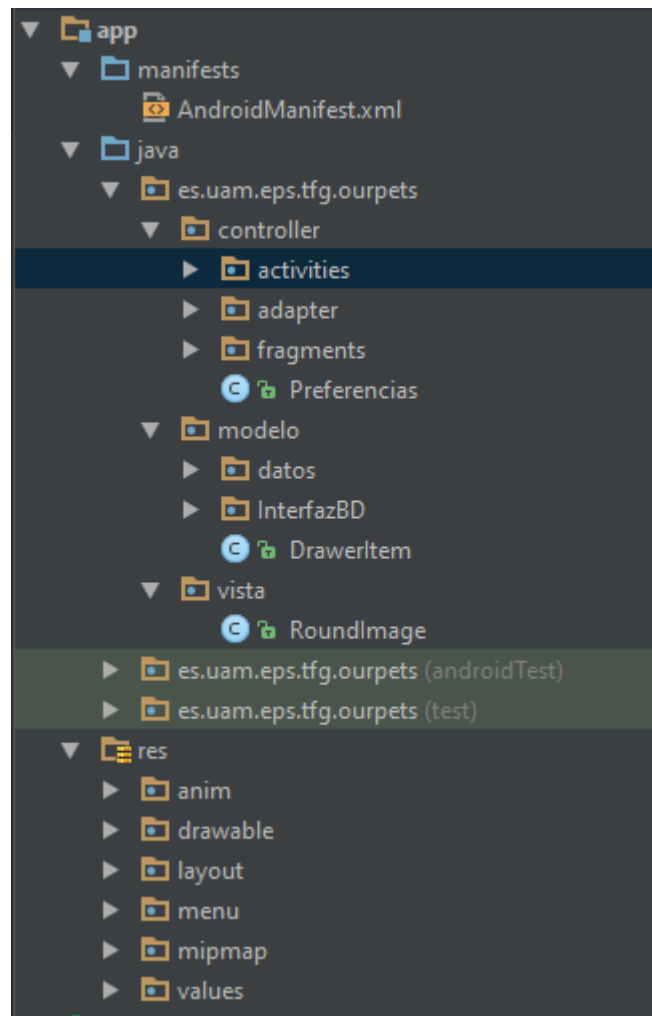 app
manifests
AndroidManifest.xml
java
es.uam.eps.tfg.ourpets
controller
activities
adapter
fragments
C Preferencias
modelo
datos
InterfazBD
C DrawerItem
vista
C RoundImage
es.uam.eps.tfg.ourpets (androidTest)
es.uam.eps.tfg.ourpets (test)
res
anim
drawable
layout
menu
mipmap
values